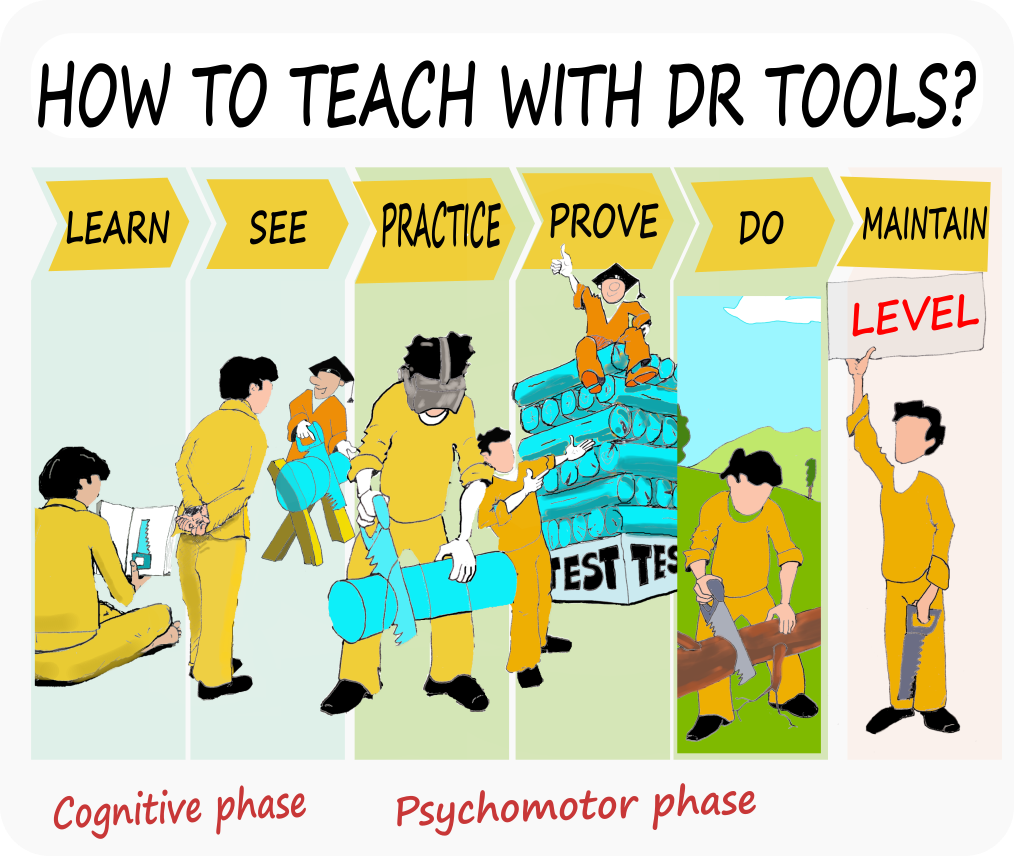 HOW TO TEACH WITH DR TOOLS?
LEARN
SEE
PRACTICE
PROVE
DO
MAINTAIN
LEVEL
TEST TES
Cognitive phase
Psychomotor phase